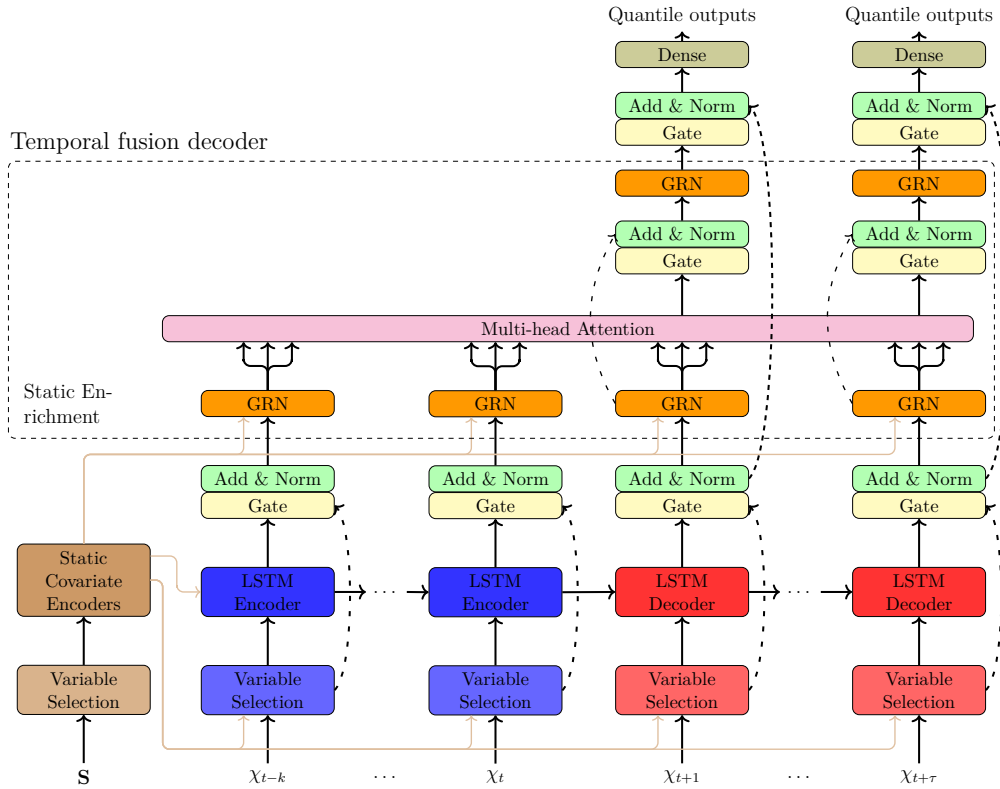 Quantile outputs Quantile outputs
Dense Dense
Add & Norm Add & Norm
Gate Gate
Temporal fusion decoder
GRN GRN
Add & Norm Add & Norm
Gate Gate
Multi-head Attention
Static En-
richment
GRN GRN GRN GRN
Add & Norm Add & Norm Add & Norm Add & Norm
Gate Gate Gate Gate
Static
Covariate
Encoders
LSTM
Encoder
...
LSTM
Encoder
LSTM
Decoder
...
LSTM
Decoder
Variable
Selection
Variable
Selection
Variable
Selection
Variable
Selection
Variable
Selection
S χt−k ... χt χt+1 ... χt+τ